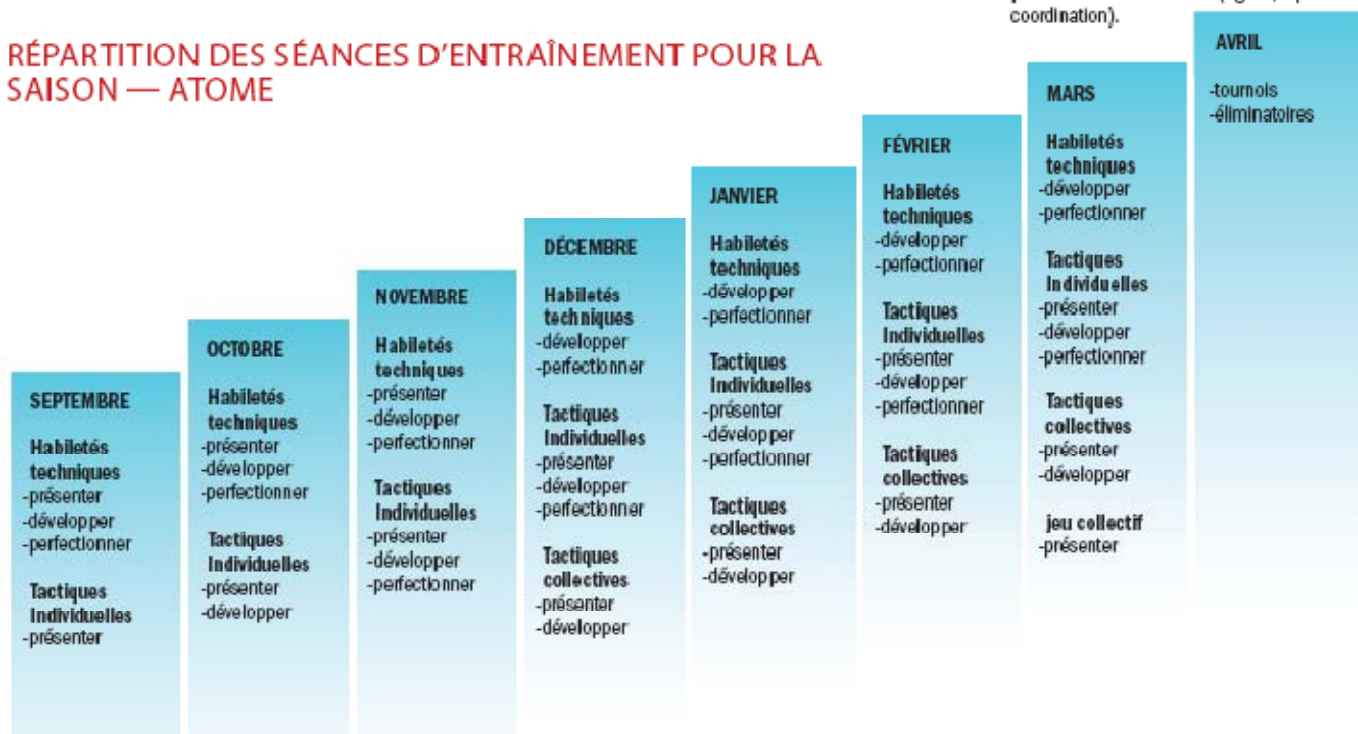 coordination).
RÉPARTITION DES SÉANCES D'ENTRAÎNEMENT POUR LA
SAISON — ATOME
SEPTEMBRE
Habiletés
techniques
-présenter
-développer
-perfectionner
Tactiques
Individuelles
-présenter
OCTOBRE
Habiletés
techniques
-présenter
-développer
-perfectionner
Tactiques
Individuelles
-présenter
-développer
NOVEMBRE
Habiletés
techniques
-présenter
-développer
-perfectionner
Tactiques
Individuelles
-présenter
-développer
-perfectionner
DÉCEMBRE
Habiletés
techniques
-développer
-perfectionner
Tactiques
Individuelles
-présenter
-développer
-perfectionner
Tactiques
collectives
-présenter
-développer
JANVIER
Habiletés
techniques
-développer
-perfectionner
Tactiques
Individuelles
-présenter
-développer
-perfectionner
Tactiques
collectives
-présenter
-développer
FÉVRIER
Habiletés
techniques
-développer
-perfectionner
Tactiques
Individuelles
-présenter
-développer
-perfectionner
Tactiques
collectives
-présenter
-développer
MARS
Habiletés
techniques
-développer
-perfectionner
Tactiques
Individuelles
-présenter
-développer
-perfectionner
Tactiques
collectives
-présenter
-développer
jeu collectif
-présenter
AVRIL
-tournois
-éliminatoires